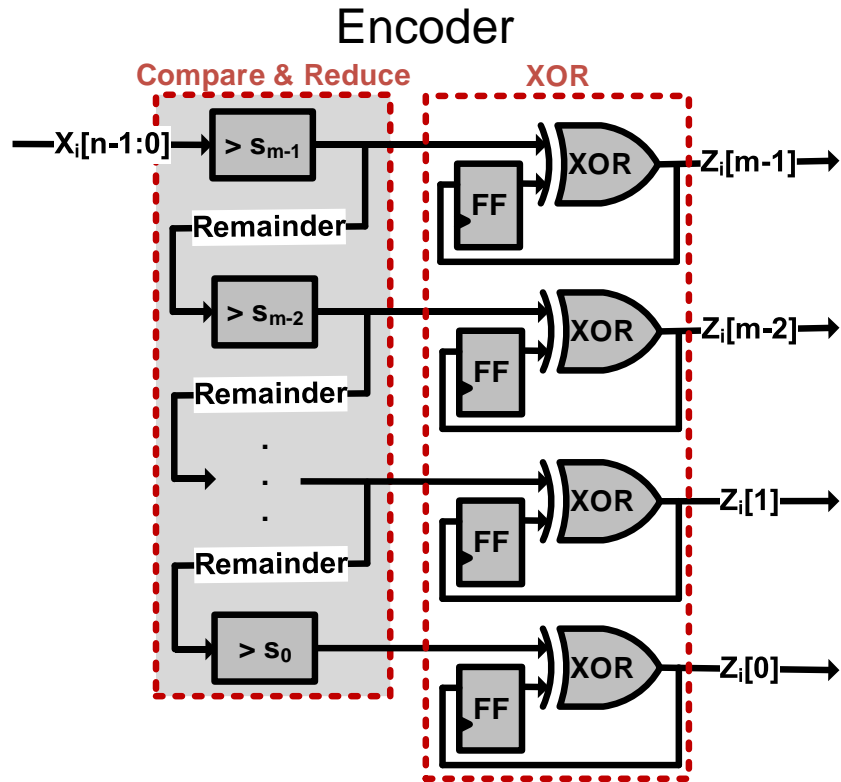 Encoder
Compare & Reduce
XOR
Xᵢ[n-1:0]
> sₘ₋₁
XOR
FF
Zᵢ[m-1]
Remainder
> sₘ₋₂
XOR
FF
Zᵢ[m-2]
Remainder
.
.
.
XOR
FF
Zᵢ[1]
Remainder
> s₀
XOR
FF
Zᵢ[0]